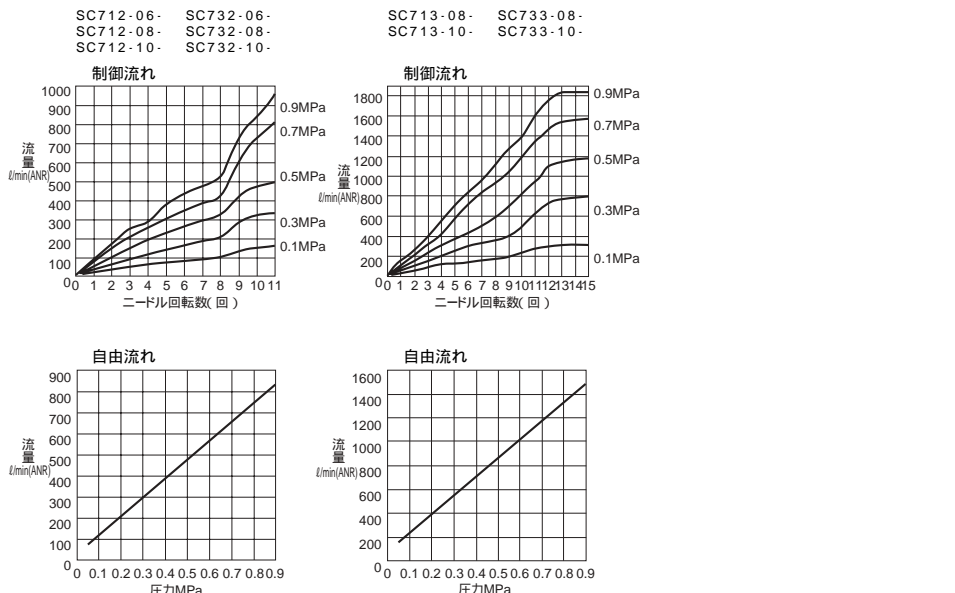 SC712-06- SC732-06-
SC712-08- SC732-08-
SC712-10- SC732-10-
制御流れ
1000
900
800
700
600
500
400
300
200
100
0
流量
ℓ/min(ANR)
0.9MPa
0.7MPa
0.5MPa
0.3MPa
0.1MPa
0 1 2 3 4 5 6 7 8 9 10 11
ニードル回転数(回)
SC713-08- SC733-08-
SC713-10- SC733-10-
制御流れ
1800
1600
1400
1200
1000
800
600
400
200
0
流量
ℓ/min(ANR)
0.9MPa
0.7MPa
0.5MPa
0.3MPa
0.1MPa
0 1 2 3 4 5 6 7 8 9 10 11 12 13 14 15
ニードル回転数(回)
自由流れ
900
800
700
600
500
400
300
200
100
0
流量
ℓ/min(ANR)
0 0.1 0.2 0.3 0.4 0.5 0.6 0.7 0.8 0.9
圧力MPa
自由流れ
1600
1400
1200
1000
800
600
400
200
0
流量
ℓ/min(ANR)
0 0.1 0.2 0.3 0.4 0.5 0.6 0.7 0.8 0.9
圧力MPa